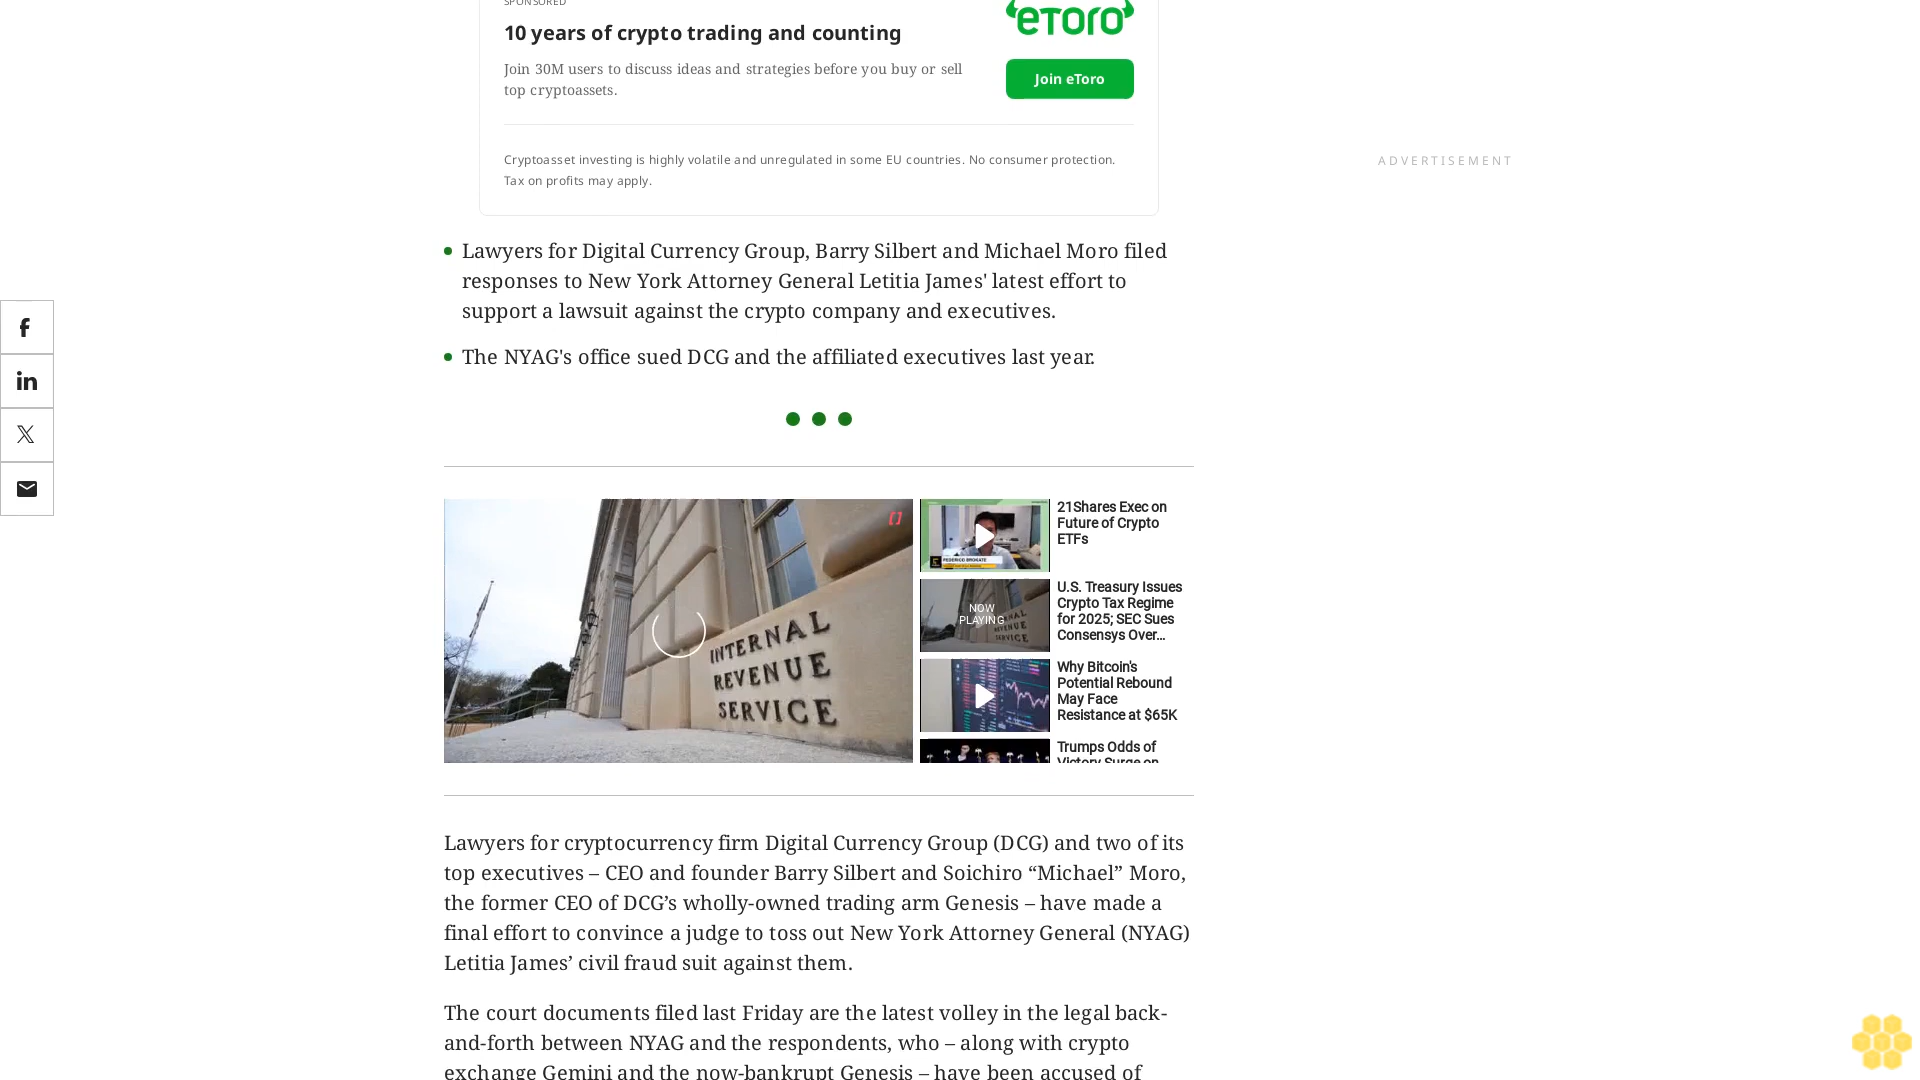 SPONSORED
10 years of crypto trading and counting
eToro
Join 30M users to discuss ideas and strategies before you buy or sell
top cryptoassets.
Join eToro
Cryptoasset investing is highly volatile and unregulated in some EU countries. No consumer protection.
Tax on profits may apply.
ADVERTISEMENT
Lawyers for Digital Currency Group, Barry Silbert and Michael Moro filed
responses to New York Attorney General Letitia James' latest effort to
support a lawsuit against the crypto company and executives.
The NYAG's office sued DCG and the affiliated executives last year.
INTERNAL
REVENUE
SERVICE
FEDERICO BROKATE
21Shares Exec on
Future of Crypto
ETFs
NOW
PLAYING
INTERNAL
REVENUE
SERVICE
U.S. Treasury Issues
Crypto Tax Regime
for 2025; SEC Sues
Consensys Over...
Why Bitcoin's
Potential Rebound
May Face
Resistance at $65K
Trumps Odds of
Victory Surge on
Lawyers for cryptocurrency firm Digital Currency Group (DCG) and two of its
top executives – CEO and founder Barry Silbert and Soichiro “Michael” Moro,
the former CEO of DCG’s wholly-owned trading arm Genesis – have made a
final effort to convince a judge to toss out New York Attorney General (NYAG)
Letitia James’ civil fraud suit against them.
The court documents filed last Friday are the latest volley in the legal back-
and-forth between NYAG and the respondents, who – along with crypto
exchange Gemini and the now-bankrupt Genesis – have been accused of